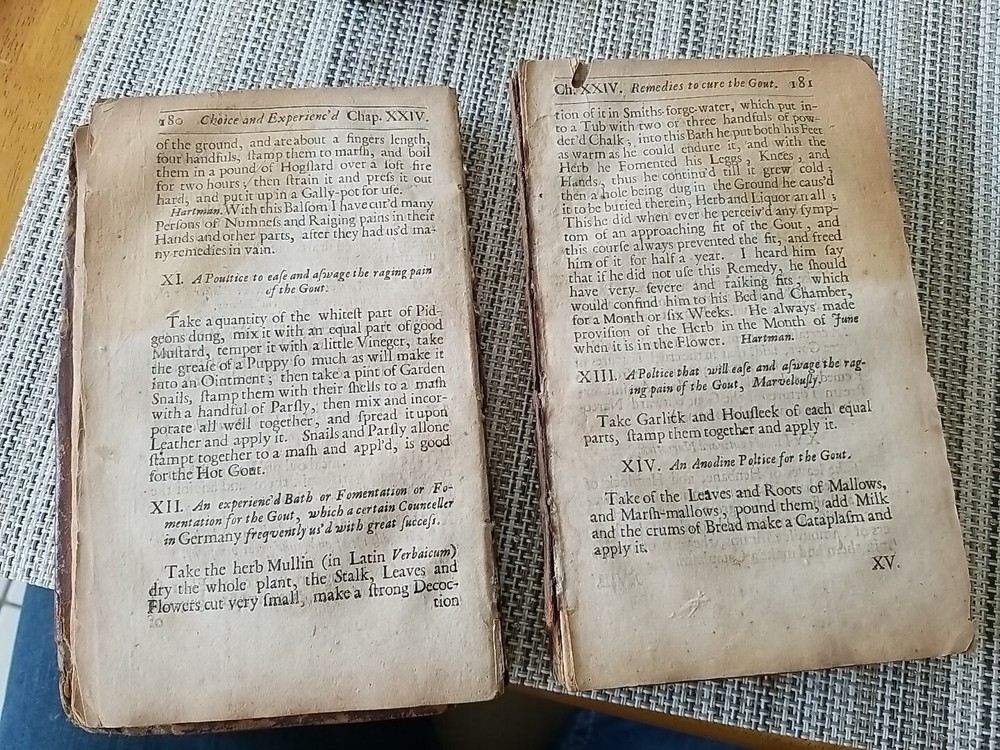 180 Choice and Experienc'd Chap. XXIV.
of the ground, and are about a fingers length,
four handfuls, ſtamp them to marſh, and boil
them in a pound of Hogſlard over a ſoft fire
for two hours; then ſtrain it and preſs it out
hard, and put it up in a Gally-pot for uſe.
Hartman. With this Balſom I have cur'd many
Perſons of Numneſs and Raiging pains in their
Hands and other parts, after they had us'd ma-
ny remedies in vain.
XI. A Poultice to eaſe and aſwage the raging pain
of the Gout.
Take a quantity of the whiteſt part of Pid-
geons dung, mix it with an equal part of good
Muſtard, temper it with a little Vineger, take
the greaſe of a Puppy ſo much as will make it
into an Ointment; then take a pint of Garden
Snails, ſtamp them with their ſhells to a maſh
with a handful of Parſly, then mix and incor-
porate all well together, and ſpread it upon
Leather and apply it. Snails and Parſly allone
ſtampt together to a maſh and appl'd, is good
for the Hot Gout.
XII. An experienc'd Bath or Fomentation or Fo-
mentation for the Gout, which a certain Councellor
in Germany freqvently us'd with great ſucceſs.
Take the herb Mullin (in Latin Verbaicum)
dry the whole plant, the Stalk, Leaves and
Flowers cut very ſmall, make a ſtrong Decoc-
tion
Ch. XXIV. Remedies to cure the Gout. 181
tion of it in Smiths-forge-water, which put in-
to a Tub with two or three handfuls of pow-
der'd Chalk; into this Bath he put both his Feet
as warm as he could endure it, and with the
Herb he Fomented his Leggs, Knees, and
Hands, thus he continu'd till it grew cold;
then a hole being dug in the Ground he caus'd
it to be buried therein, Herb and Liquor an all;
This he did when ever he perceiv'd any ſymp-
tom of an approaching fit of the Gout, and
this courſe always prevented the fit, and freed
him of it for half a year. I heard him ſay
that if he did not uſe this Remedy, he ſhould
have very ſevere and raiking fits, which
would confind him to his Bed and Chamber,
for a Month or ſix Weeks. He always made
proviſion of the Herb in the Month of June
when it is in the Flower. Hartman.
XIII. A Poltice that will eaſe and aſwage the rag-
ing pain of the Gout, Marvelouſly.
Take Garlick and Houſleek of each equal
parts, ſtamp them together and apply it.
XIV. An Anodine Poltice for the Gout.
Take of the Leaves and Roots of Mallows,
and Marſh-mallows, pound them, add Milk
and the crums of Bread make a Cataplaſm and
apply it.
XV.